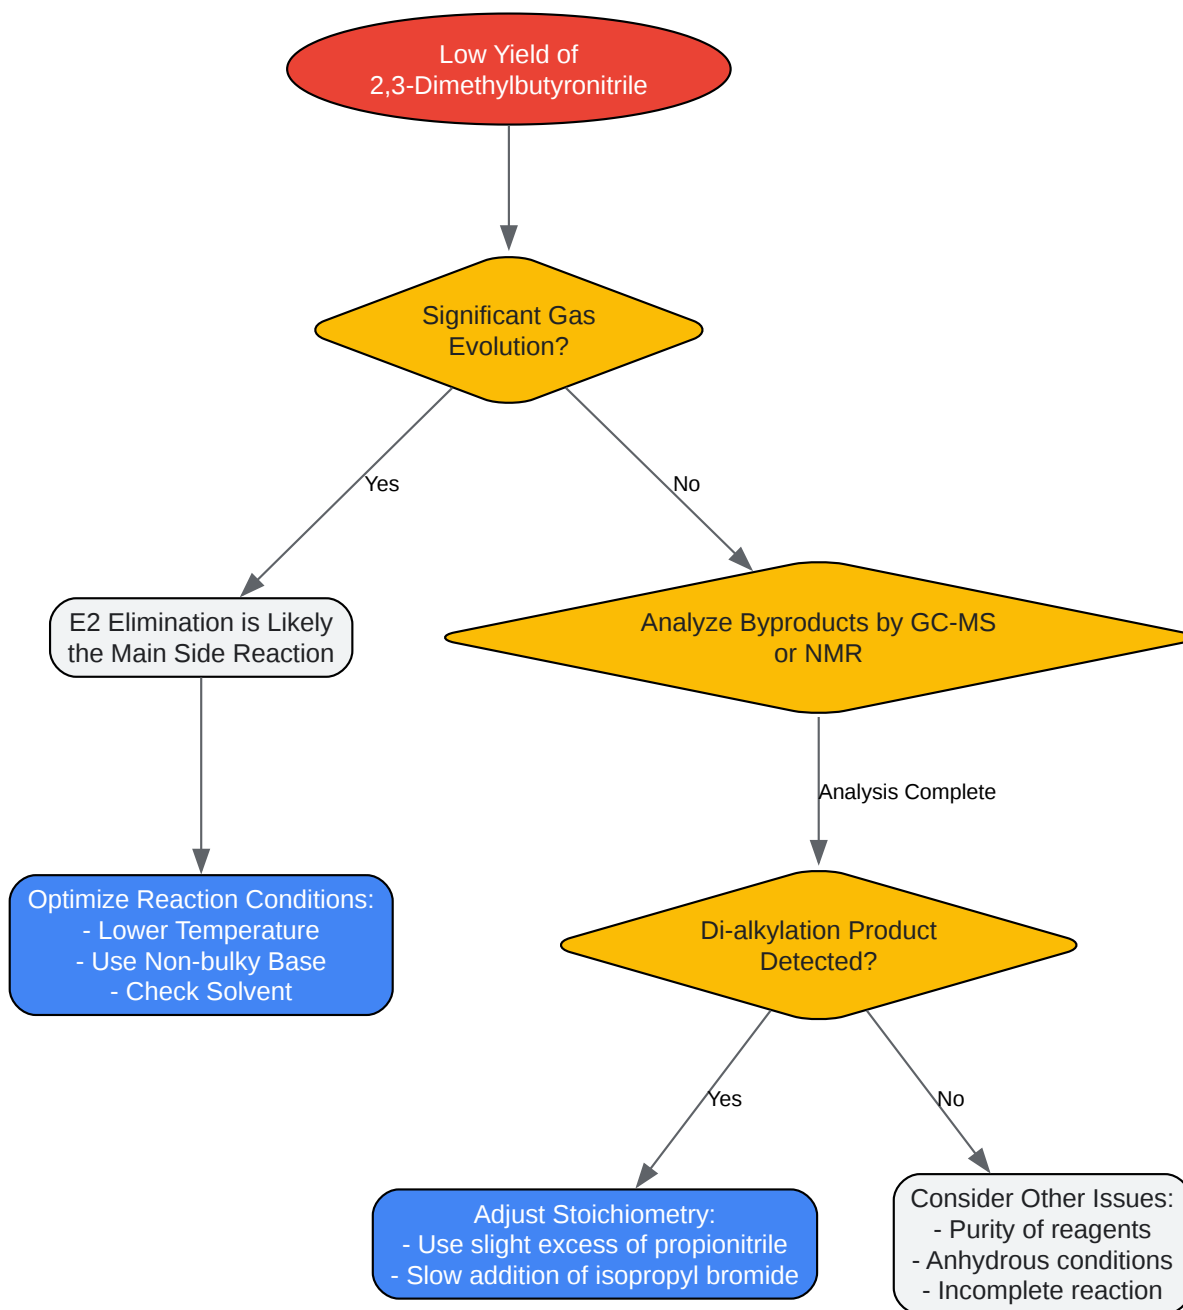 Low Yield of
2,3-Dimethylbutyronitrile
Significant Gas
Evolution?
Yes
No
E2 Elimination is Likely
the Main Side Reaction
Analyze Byproducts by GC-MS
or NMR
Analysis Complete
Optimize Reaction Conditions:
- Lower Temperature
- Use Non-bulky Base
- Check Solvent
Di-alkylation Product
Detected?
Yes
No
Adjust Stoichiometry:
- Use slight excess of propionitrile
- Slow addition of isopropyl bromide
Consider Other Issues:
- Purity of reagents
- Anhydrous conditions
- Incomplete reaction